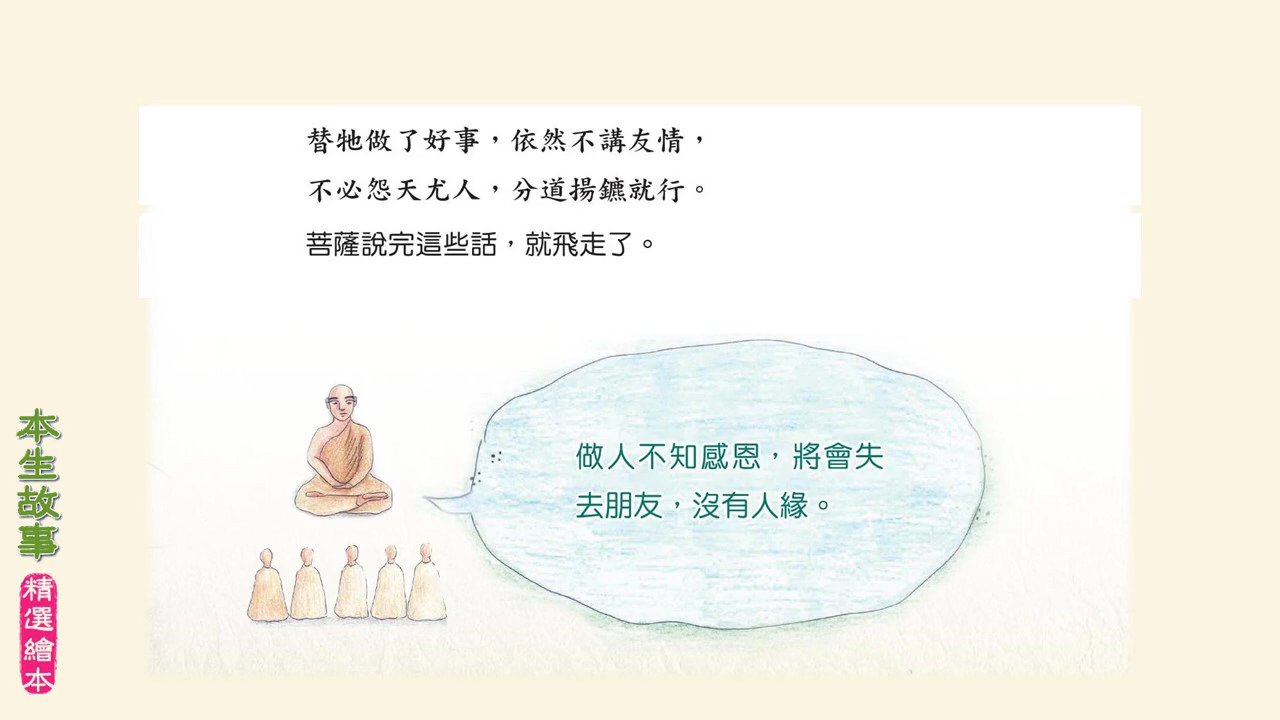 替牠做了好事，依然不講友情，
不必怨天尤人，分道揚鑣就行。
菩薩說完這些話，就飛走了。
做人不知感恩，將會失
去朋友，沒有人緣。
本生故事
精選繪本